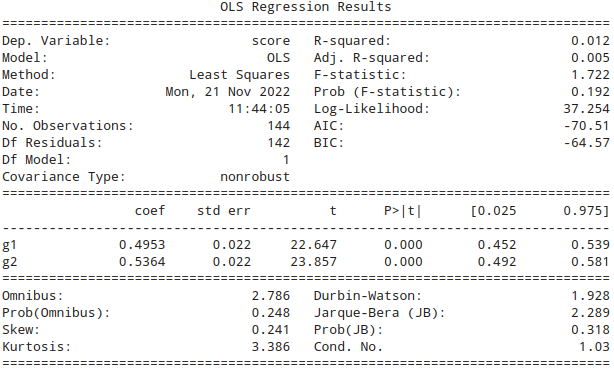 OLS Regression Results
==============================================================================
Dep. Variable:                  score   R-squared:                       0.012
Model:                            OLS   Adj. R-squared:                  0.005
Method:                 Least Squares   F-statistic:                     1.722
Date:                Mon, 21 Nov 2022   Prob (F-statistic):              0.192
Time:                        11:44:05   Log-Likelihood:                 37.254
No. Observations:                 144   AIC:                            -70.51
Df Residuals:                     142   BIC:                            -64.57
Df Model:                           1
Covariance Type:            nonrobust
==============================================================================
                 coef    std err          t      P>|t|      [0.025      0.975]
------------------------------------------------------------------------------
g1             0.4953      0.022     22.647      0.000       0.452       0.539
g2             0.5364      0.022     23.857      0.000       0.492       0.581
==============================================================================
Omnibus:                        2.786   Durbin-Watson:                   1.928
Prob(Omnibus):                  0.248   Jarque-Bera (JB):                2.289
Skew:                           0.241   Prob(JB):                        0.318
Kurtosis:                       3.386   Cond. No.                         1.03
==============================================================================